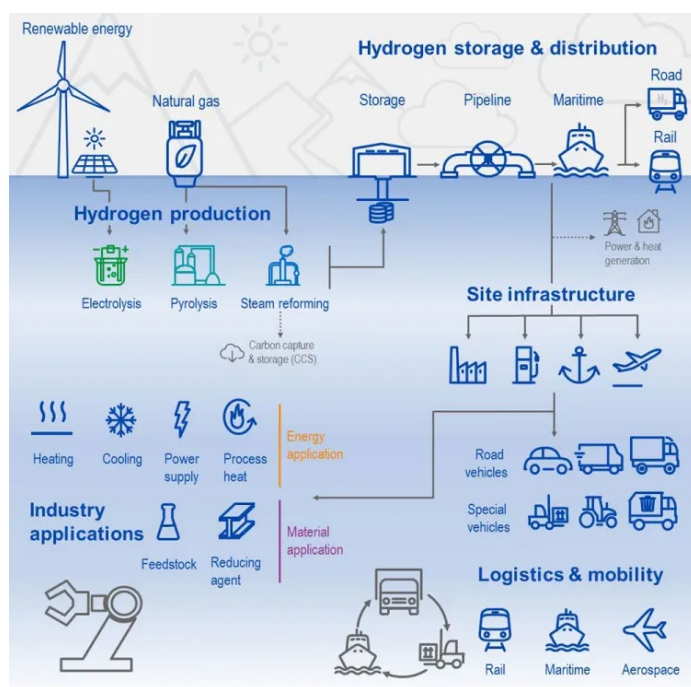 Renewable energy
Hydrogen storage & distribution
Natural gas
Storage
Pipeline
Maritime
Road
H₂
Rail
Hydrogen production
Electrolysis
Pyrolysis
Steam reforming
Carbon capture
& storage (CCS)
Power & heat
generation
Site infrastructure
Heating
Cooling
Power
supply
Process
heat
Energy
application
Industry
applications
Feedstock
Reducing
agent
Material
application
Road
vehicles
Special
vehicles
Logistics & mobility
Rail
Maritime
Aerospace